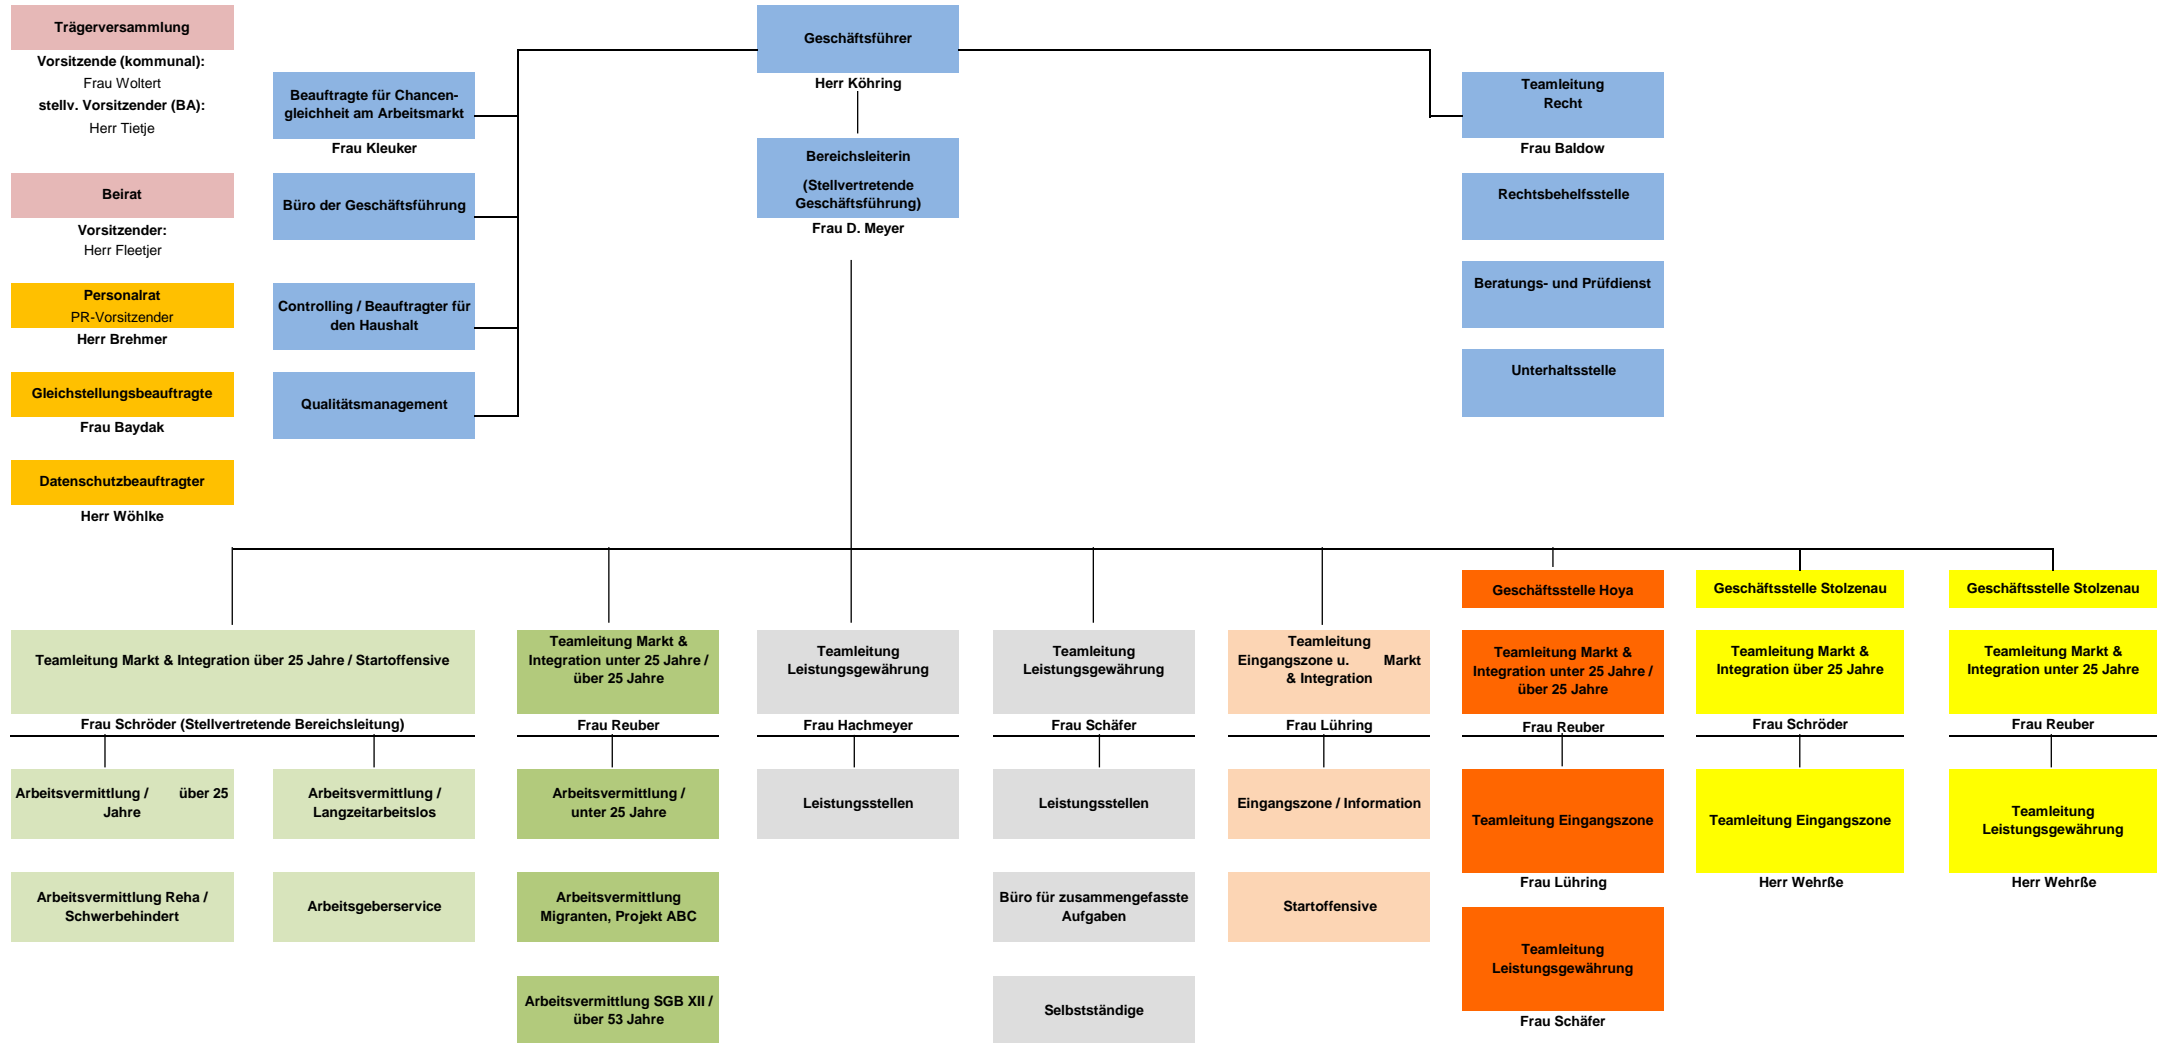 Trägerversammlung
Vorsitzende (kommunal):
Frau Woltert
stellv. Vorsitzender (BA):
Herr Tietje
Beirat
Vorsitzender:
Herr Fleetjer
Personalrat
PR-Vorsitzender
Herr Brehmer
Gleichstellungsbeauftragte
Frau Baydak
Datenschutzbeauftragter
Herr Wöhlke
Beauftragte für Chancen-
gleichheit am Arbeitsmarkt
Frau Kleuker
Büro der Geschäftsführung
Controlling / Beauftragter für
den Haushalt
Qualitätsmanagement
Geschäftsführer
Herr Köhring
Bereichsleiterin
(Stellvertretende
Geschäftsführung)
Frau D. Meyer
Teamleitung
Recht
Frau Baldow
Rechtsbehelfsstelle
Beratungs- und Prüfdienst
Unterhaltsstelle
Teamleitung Markt & Integration über 25 Jahre / Startoffensive
Frau Schröder (Stellvertretende Bereichsleitung)
Arbeitsvermittlung / über 25
Jahre
Arbeitsvermittlung Reha /
Schwerbehindert
Arbeitsvermittlung /
Langzeitarbeitslos
Arbeitsgeberservice
Teamleitung Markt &
Integration unter 25 Jahre /
über 25 Jahre
Frau Reuber
Arbeitsvermittlung /
unter 25 Jahre
Arbeitsvermittlung
Migranten, Projekt ABC
Arbeitsvermittlung SGB XII /
über 53 Jahre
Teamleitung
Leistungsgewährung
Frau Hachmeyer
Leistungsstellen
Teamleitung
Leistungsgewährung
Frau Schäfer
Leistungsstellen
Büro für zusammengefasste
Aufgaben
Selbstständige
Teamleitung
Eingangszone u. Markt
& Integration
Frau Lühring
Eingangszone / Information
Startoffensive
Geschäftsstelle Hoya
Teamleitung Markt &
Integration unter 25 Jahre /
über 25 Jahre
Frau Reuber
Teamleitung Eingangszone
Frau Lühring
Teamleitung
Leistungsgewährung
Frau Schäfer
Geschäftsstelle Stolzenau
Teamleitung Markt &
Integration über 25 Jahre
Frau Schröder
Teamleitung Eingangszone
Herr Wehrße
Geschäftsstelle Stolzenau
Teamleitung Markt &
Integration unter 25 Jahre
Frau Reuber
Teamleitung
Leistungsgewährung
Herr Wehrße